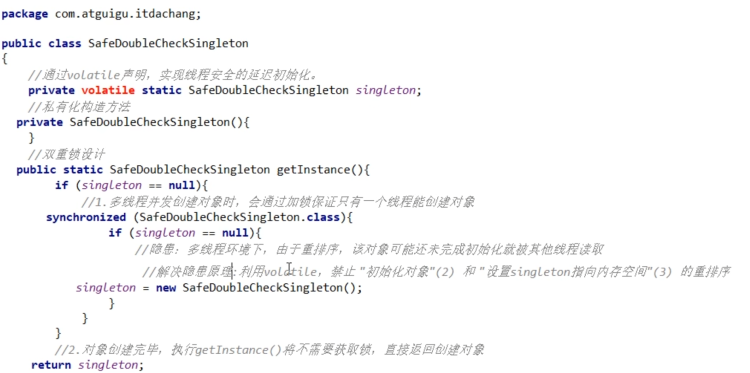 package com.atguigu.itdachang;
public class SafeDoubleCheckSingleton
{
//通过volatile声明，实现线程安全的延迟初始化。
private volatile static SafeDoubleCheckSingleton singleton;
//私有化构造方法
private SafeDoubleCheckSingleton(){
}
//双重锁设计
public static SafeDoubleCheckSingleton getInstance(){
if (singleton == null){
//1.多线程并发创建对象时，会通过加锁保证只有一个线程能创建对象
synchronized (SafeDoubleCheckSingleton.class){
if (singleton == null){
//隐患：多线程环境下，由于重排序，该对象可能还未完成初始化就被其他线程读取
//解决隐患原理:利用volatile，禁止 "初始化对象"(2) 和 "设置singleton指向内存空间"(3) 的重排序
singleton = new SafeDoubleCheckSingleton();
}
}
}
//2.对象创建完毕，执行getInstance()将不需要获取锁，直接返回创建对象
return singleton;